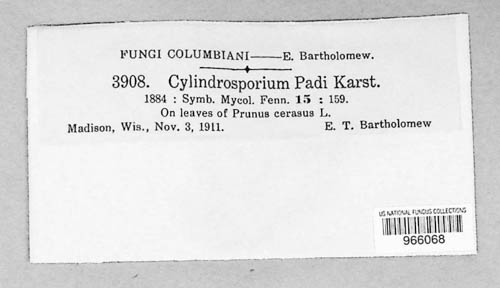 FUNGI COLUMBIANI——E. Bartholomew.
3908. Cylindrosporium Padi Karst.
1884 : Symb. Mycol. Fenn. 15 : 159.
On leaves of Prunus cerasus L.
Madison, Wis., Nov. 3, 1911. E. T. Bartholomew
US NATIONAL FUNGUS COLLECTIONS
966068